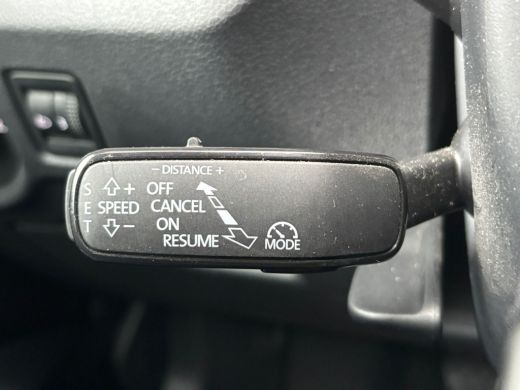 - DISTANCE +
S + OFF
E SPEED CANCEL
T - ON
RESUME MODE